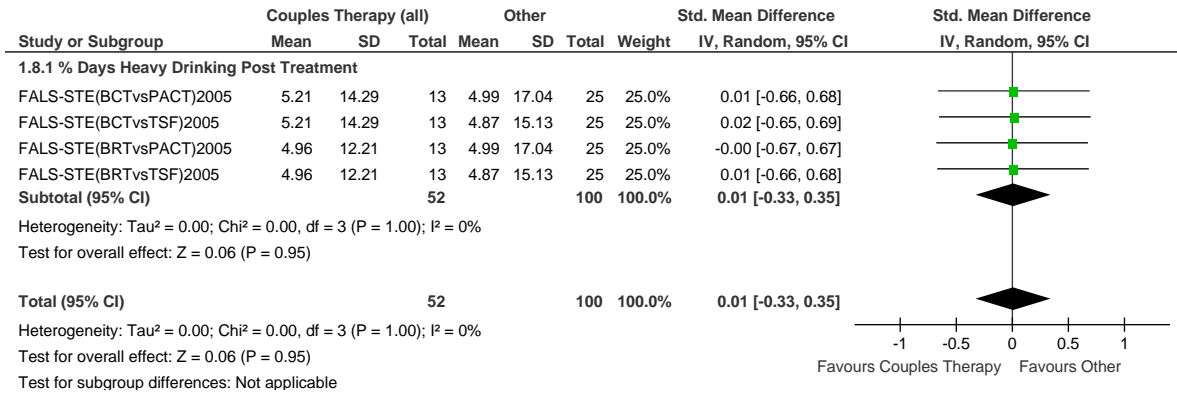 Couples Therapy (all) Other Std. Mean Difference Std. Mean Difference
Study or Subgroup Mean SD Total Mean SD Total Weight IV, Random, 95% CI IV, Random, 95% CI
1.8.1 % Days Heavy Drinking Post Treatment
FALS-STE(BCTvsPACT)2005 5.21 14.29 13 4.99 17.04 25 25.0% 0.01 [-0.66, 0.68]
FALS-STE(BCTvsTSF)2005 5.21 14.29 13 4.87 15.13 25 25.0% 0.02 [-0.65, 0.69]
FALS-STE(BRTvsPACT)2005 4.96 12.21 13 4.99 17.04 25 25.0% -0.00 [-0.67, 0.67]
FALS-STE(BRTvsTSF)2005 4.96 12.21 13 4.87 15.13 25 25.0% 0.01 [-0.66, 0.68]
Subtotal (95% CI) 52 100 100.0% 0.01 [-0.33, 0.35]
Heterogeneity: Tau² = 0.00; Chi² = 0.00, df = 3 (P = 1.00); I² = 0%
Test for overall effect: Z = 0.06 (P = 0.95)
Total (95% CI) 52 100 100.0% 0.01 [-0.33, 0.35]
Heterogeneity: Tau² = 0.00; Chi² = 0.00, df = 3 (P = 1.00); I² = 0%
Test for overall effect: Z = 0.06 (P = 0.95)
Test for subgroup differences: Not applicable
-1 -0.5 0 0.5 1
Favours Couples Therapy Favours Other